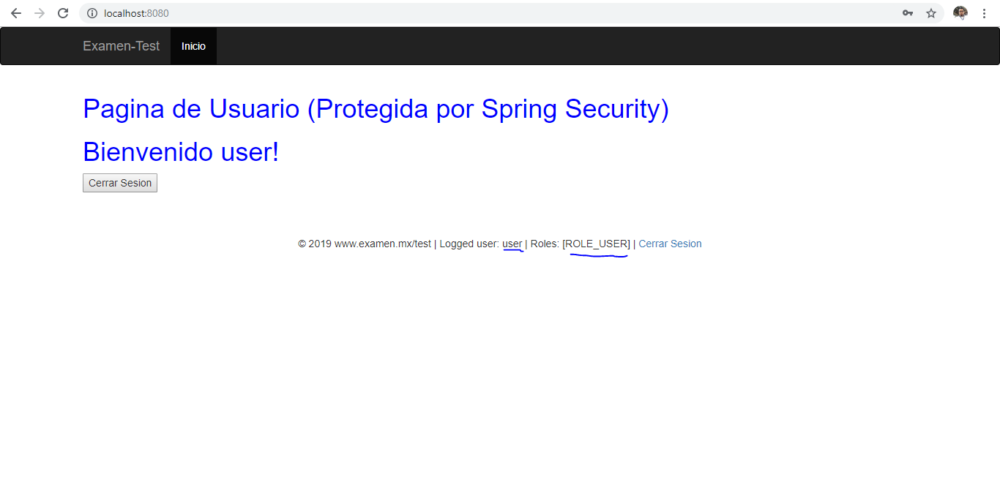 localhost:8080
Examen-Test Inicio
Pagina de Usuario (Protegida por Spring Security)
Bienvenido user!
Cerrar Sesion
© 2019 www.examen.mx/test | Logged user: user | Roles: [ROLE_USER] | Cerrar Sesion